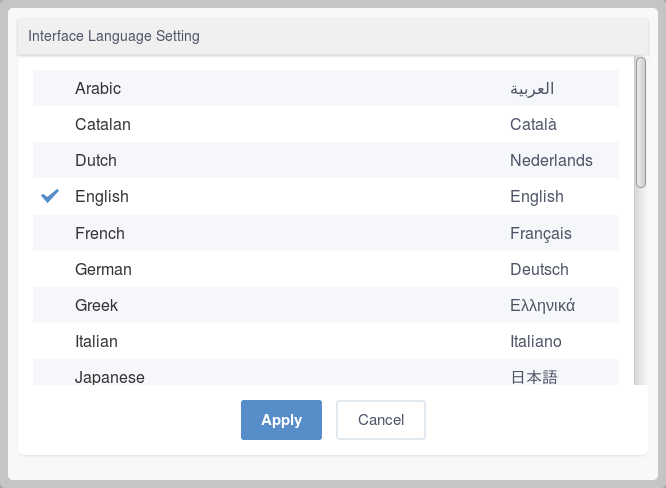 Interface Language Setting
Arabic العربية
Catalan Català
Dutch Nederlands
English English
French Français
German Deutsch
Greek Ελληνικά
Italian Italiano
Japanese 日本語
Apply Cancel